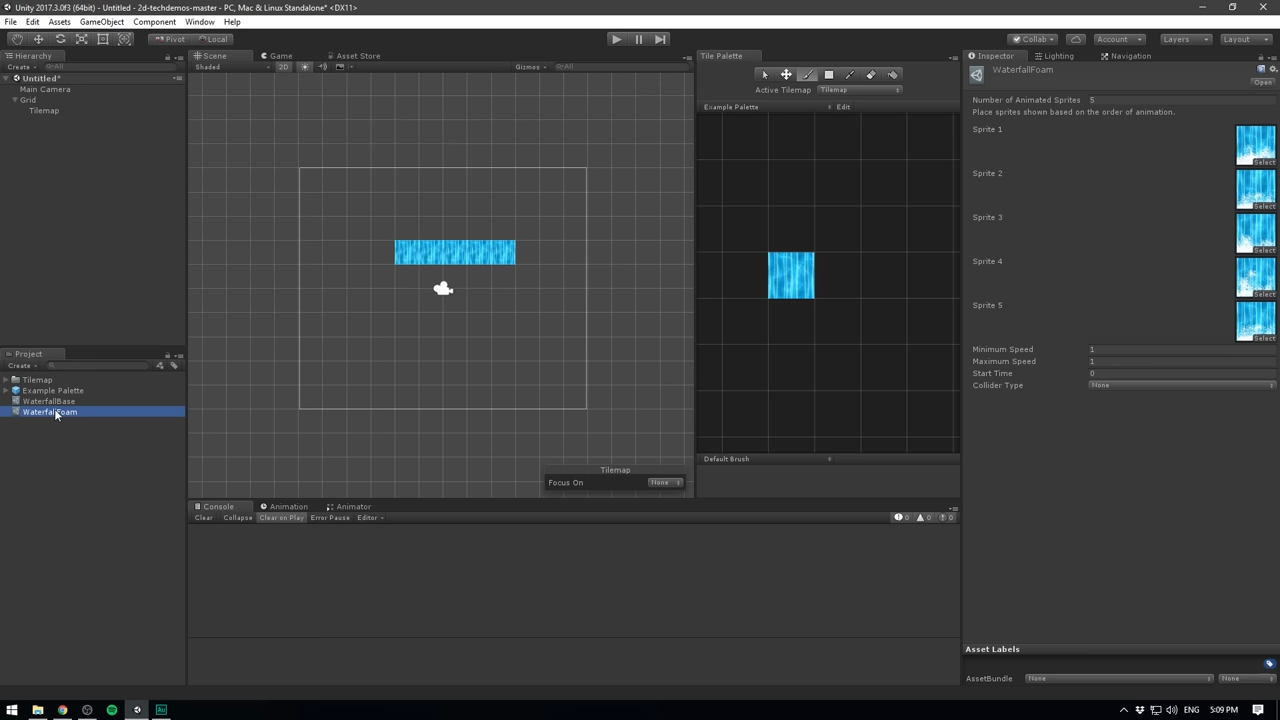 Unity 2017.3.0f3 (64bit) - Untitled - 2d-techdemos-master - PC, Mac & Linux Standalone* <DX11>
File Edit Assets GameObject Component Window Help
Pivot Local Collab Account Layers Layout
Hierarchy
Create All
Untitled*
Main Camera
Grid
Tilemap
Scene Game Asset Store
Shaded 2D Gizmos All
Tilemap
Focus On None
Tile Palette
Active Tilemap Tilemap
Example Palette Edit
Default Brush
Inspector Lighting Navigation
WaterfallFoam
Open
Number of Animated Sprites 5
Place sprites shown based on the order of animation.
Sprite 1
Select
Sprite 2
Select
Sprite 3
Select
Sprite 4
Select
Sprite 5
Select
Minimum Speed 1
Maximum Speed 1
Start Time 0
Collider Type None
Asset Labels
AssetBundle None None
Project
Create
Tilemap
Example Palette
WaterfallBase
WaterfallFoam
Console Animation Animator
Clear Collapse Clear on Play Error Pause Editor 0 0 0
Au
ENG 5:09 PM